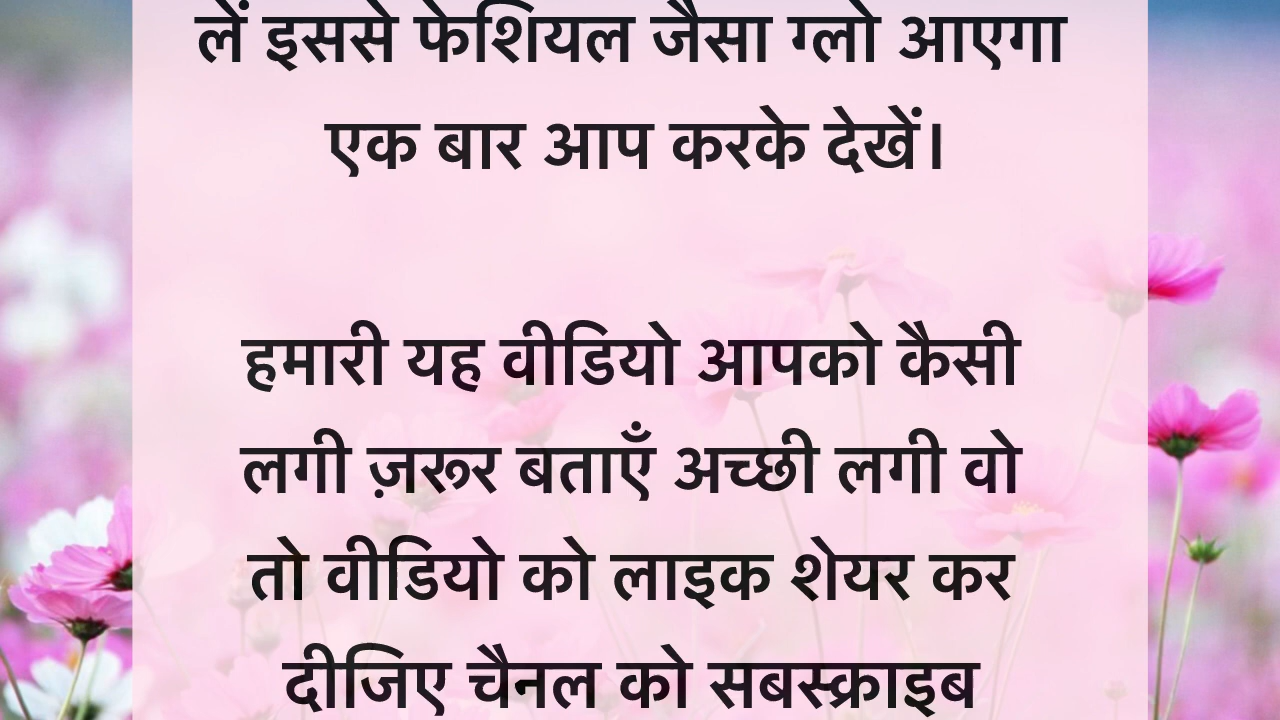 लें इससे फेशियल जैसा ग्लो आएगा
एक बार आप करके देखें।
हमारी यह वीडियो आपको कैसी
लगी ज़रूर बताएँ अच्छी लगी वो
तो वीडियो को लाइक शेयर कर
दीजिए चैनल को सबस्क्राइब